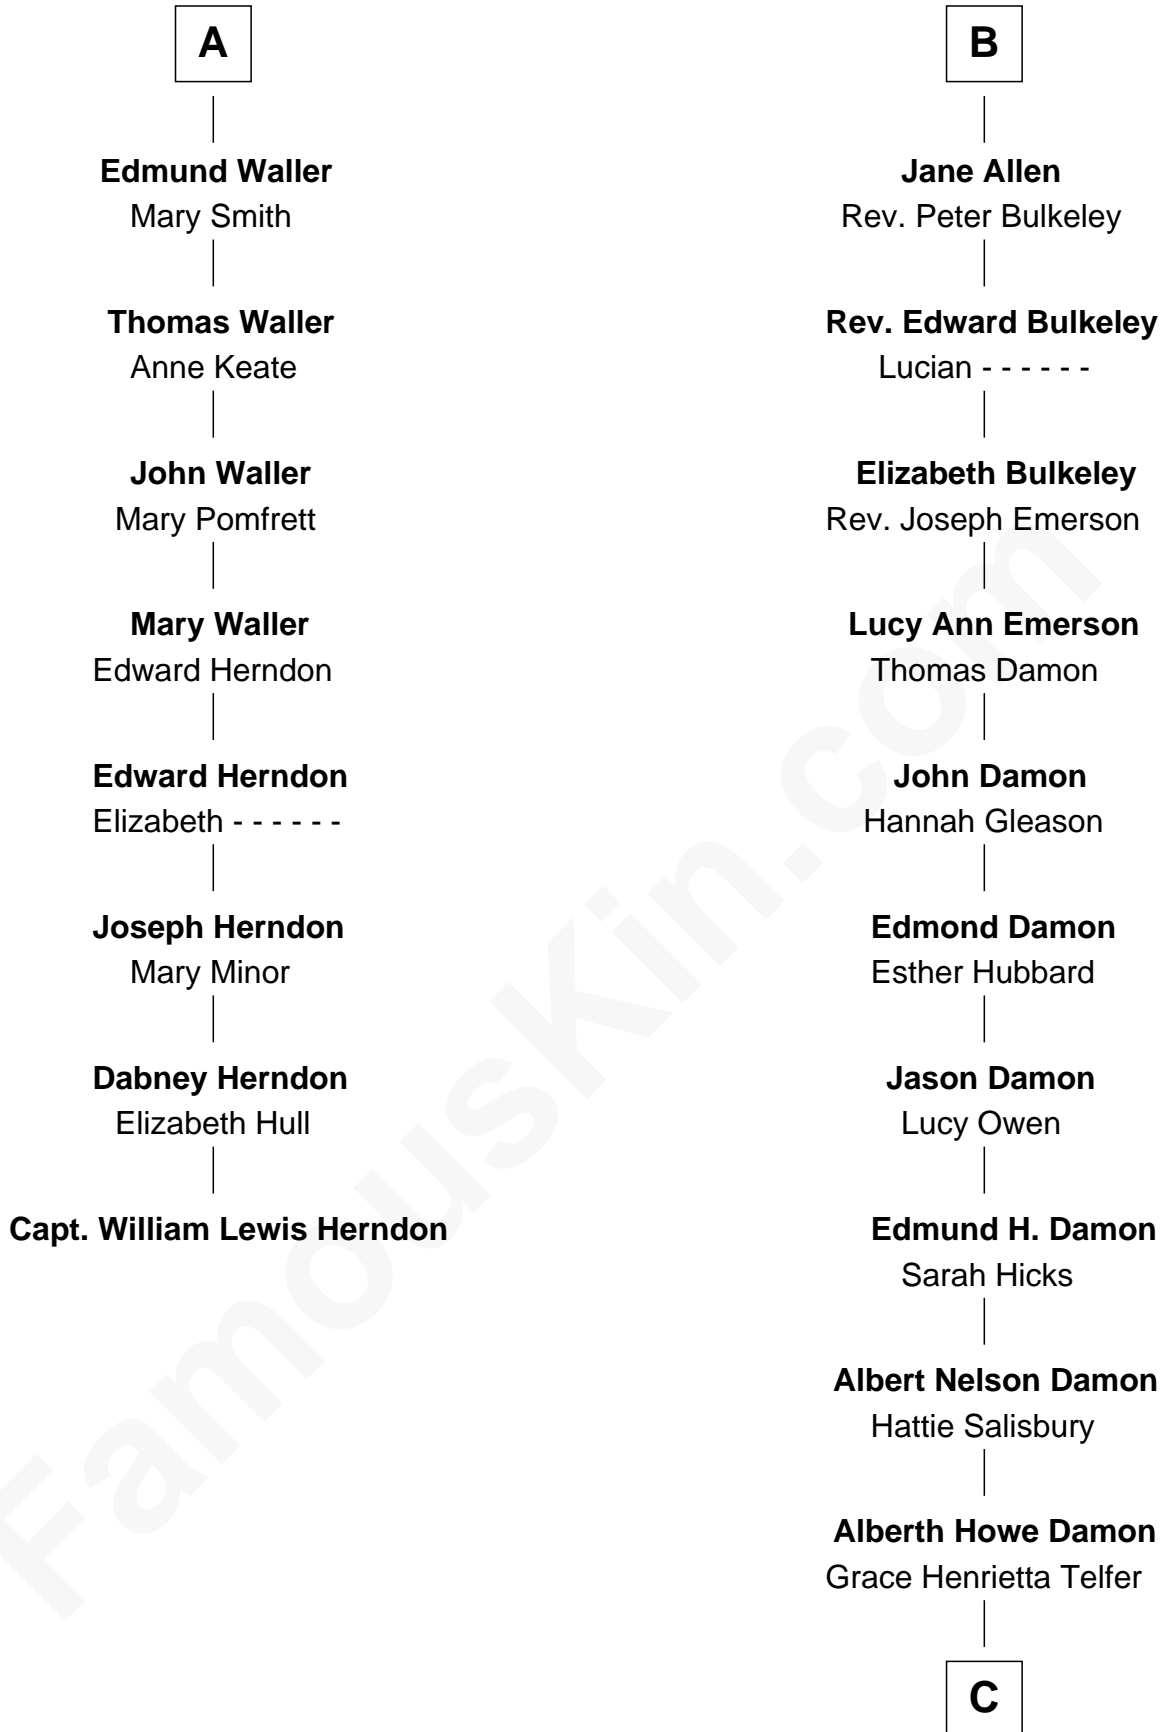 A
Edmund Waller
Mary Smith
Thomas Waller
Anne Keate
John Waller
Mary Pomfrett
Mary Waller
Edward Herndon
Edward Herndon
Elizabeth - - - - - -
Joseph Herndon
Mary Minor
Dabney Herndon
Elizabeth Hull
Capt. William Lewis Herndon
B
Jane Allen
Rev. Peter Bulkeley
Rev. Edward Bulkeley
Lucian - - - - - -
Elizabeth Bulkeley
Rev. Joseph Emerson
Lucy Ann Emerson
Thomas Damon
John Damon
Hannah Gleason
Edmond Damon
Esther Hubbard
Jason Damon
Lucy Owen
Edmund H. Damon
Sarah Hicks
Albert Nelson Damon
Hattie Salisbury
Alberth Howe Damon
Grace Henrietta Telfer
C
FamousKin.com